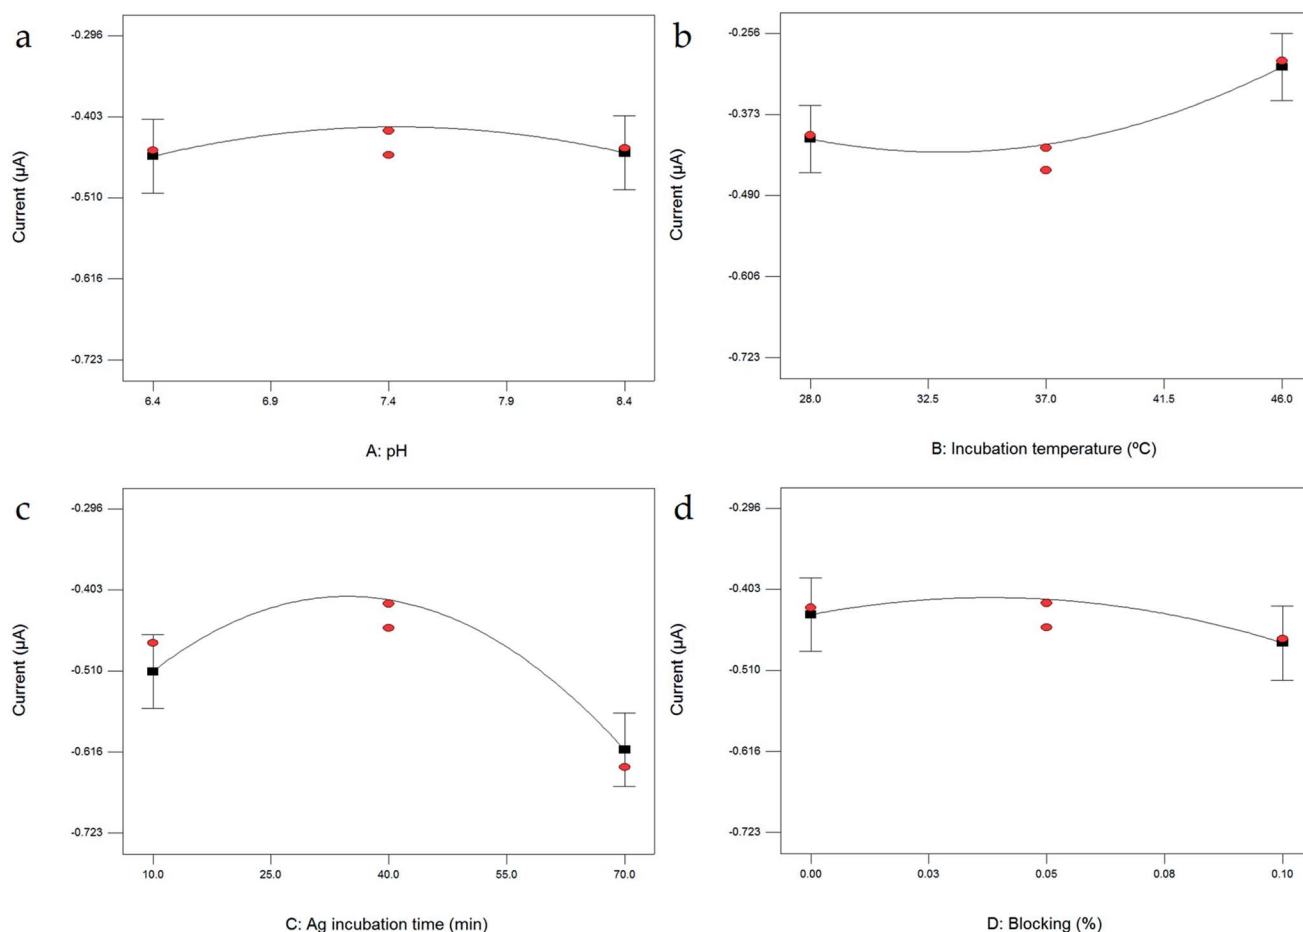 a
-0.296
-0.403
-0.510
-0.616
-0.723
Current (µA)
6.4 6.9 7.4 7.9 8.4
A: pH
b
-0.256
-0.373
-0.490
-0.606
-0.723
Current (µA)
28.0 32.5 37.0 41.5 46.0
B: Incubation temperature (ºC)
c
-0.296
-0.403
-0.510
-0.616
-0.723
Current (µA)
10.0 25.0 40.0 55.0 70.0
C: Ag incubation time (min)
d
-0.296
-0.403
-0.510
-0.616
-0.723
Current (µA)
0.00 0.03 0.05 0.08 0.10
D: Blocking (%)